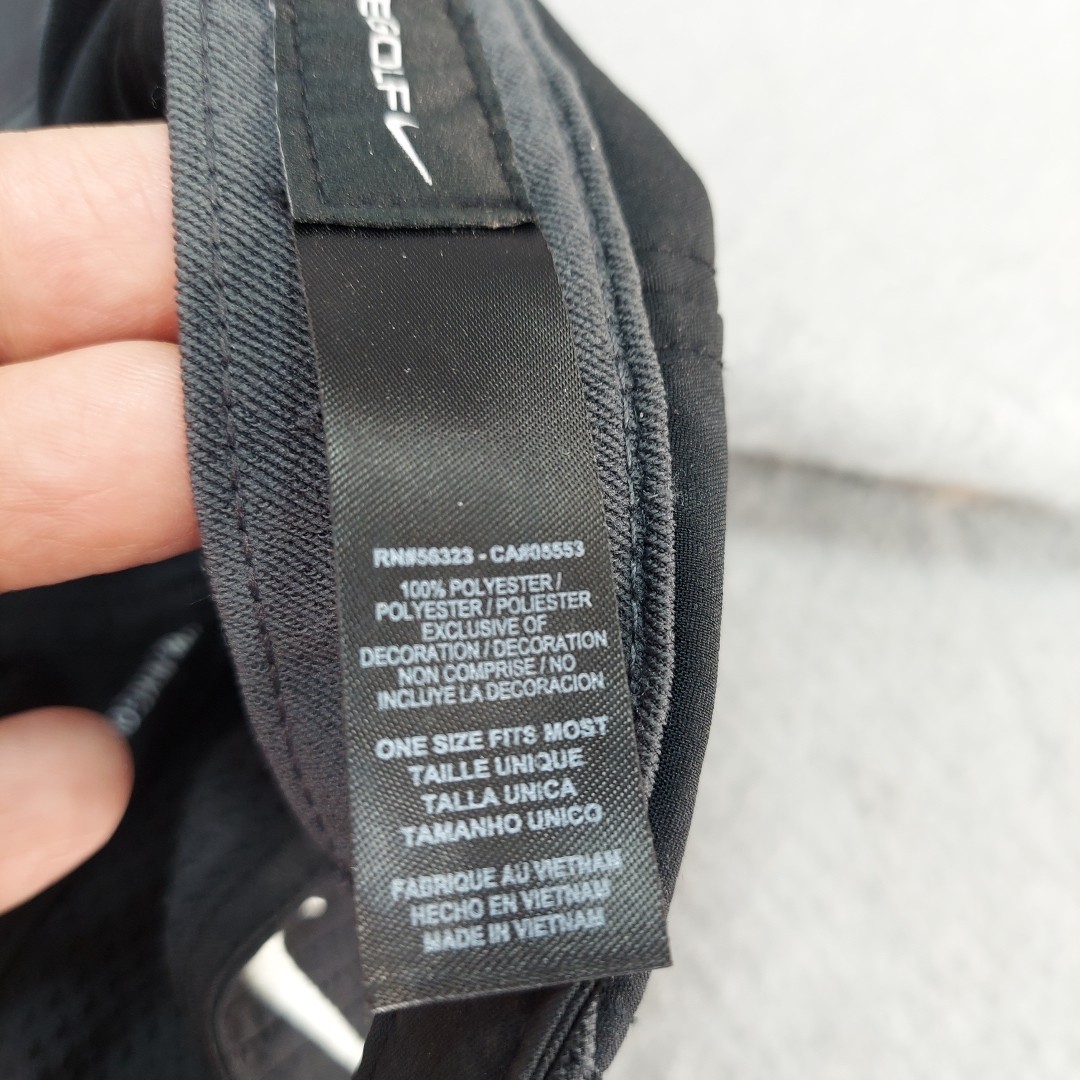 EGOLF
RN#56323 - CA#05553
100% POLYESTER /
POLYESTER / POLIESTER
EXCLUSIVE OF
DECORATION / DECORATION
NON COMPRISE / NO
INCLUYE LA DECORACION
ONE SIZE FITS MOST
TAILLE UNIQUE
TALLA UNICA
TAMANHO UNICO
FABRIQUE AU VIETNAM
HECHO EN VIETNAM
MADE IN VIETNAM